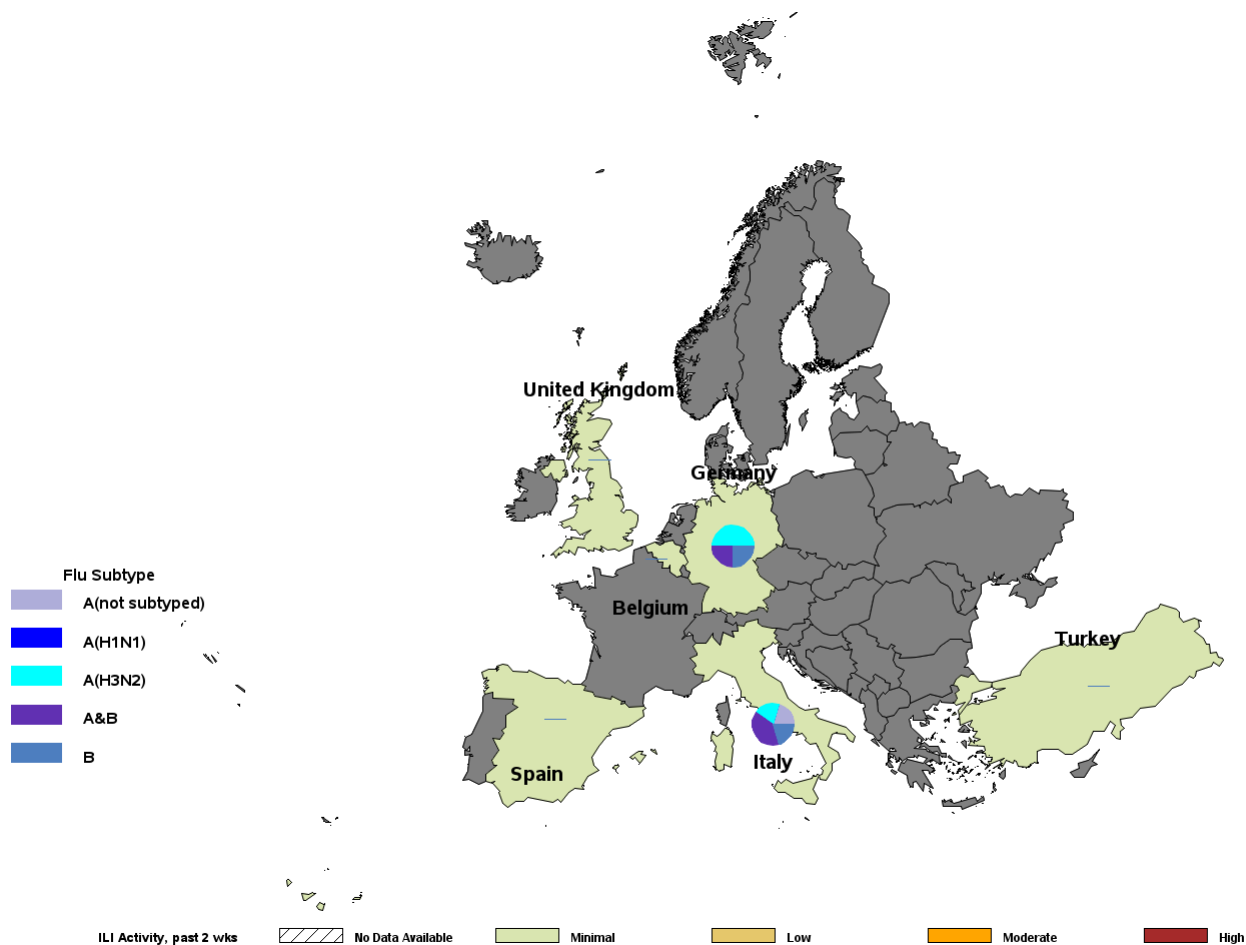 United Kingdom
Germany
Belgium
Turkey
Spain
Italy
Flu Subtype
A(not subtyped)
A(H1N1)
A(H3N2)
A&B
B
ILI Activity, past 2 wks
No Data Available
Minimal
Low
Moderate
High